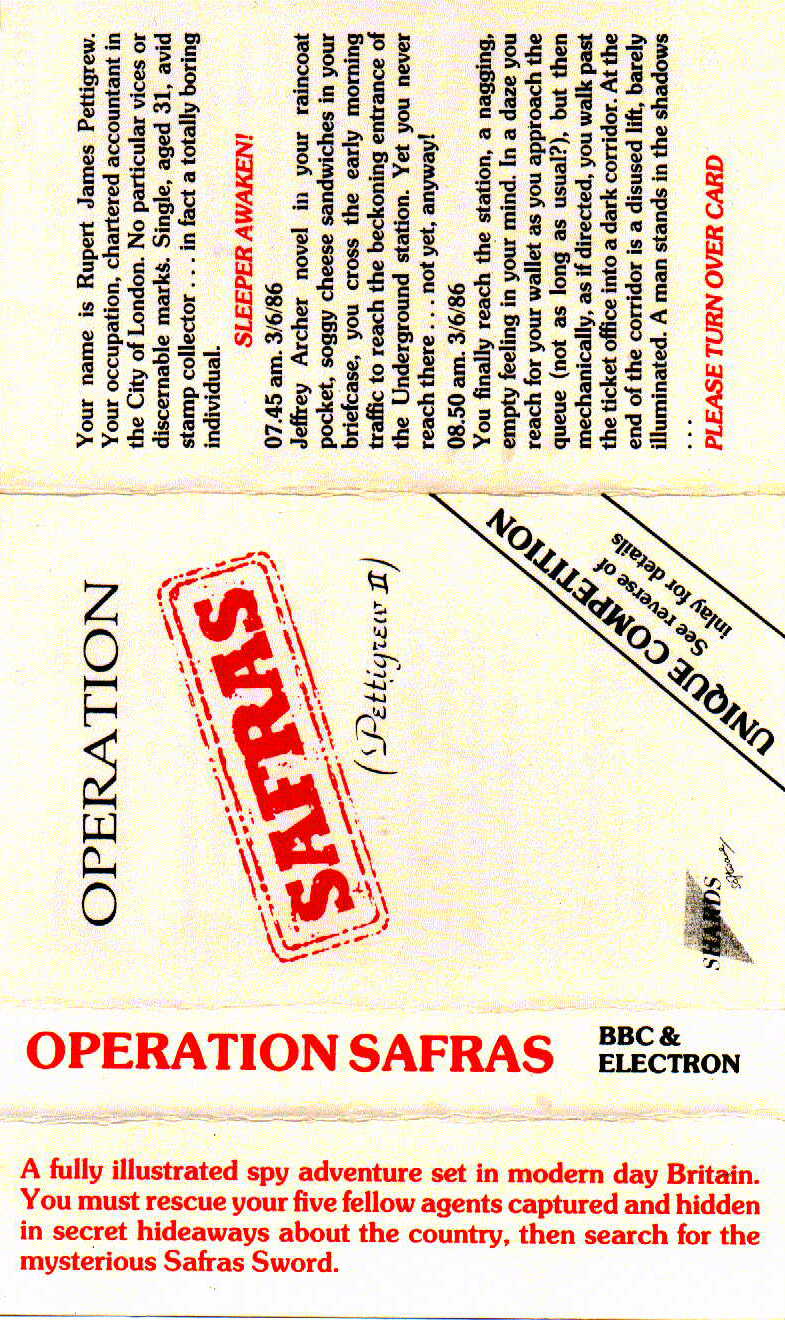 Your name is Rupert James Pettigrew.
Your occupation, chartered accountant in
the City of London. No particular vices or
discernable marks. Single, aged 31, avid
stamp collector . . . in fact a totally boring
individual.
SLEEPER AWAKEN!
07.45 am. 3/6/86
Jeffrey Archer novel in your raincoat
pocket, soggy cheese sandwiches in your
briefcase, you cross the early morning
traffic to reach the beckoning entrance of
the Underground station. Yet you never
reach there . . . not yet, anyway!
08.50 am. 3/6/86
You finally reach the station, a nagging,
empty feeling in your mind. In a daze you
reach for your wallet as you approach the
queue (not as long as usual?), but then
mechanically, as if directed, you walk past
the ticket office into a dark corridor. At the
end of the corridor is a disused lift, barely
illuminated. A man stands in the shadows
. . .
PLEASE TURN OVER CARD
OPERATION
SAFRAS
(Pettigrew II)
UNIQUE COMPETITION
See reverse of
inlay for details
SHARDS
software
OPERATION SAFRAS
BBC &
ELECTRON
A fully illustrated spy adventure set in modern day Britain.
You must rescue your five fellow agents captured and hidden
in secret hideaways about the country, then search for the
mysterious Safras Sword.